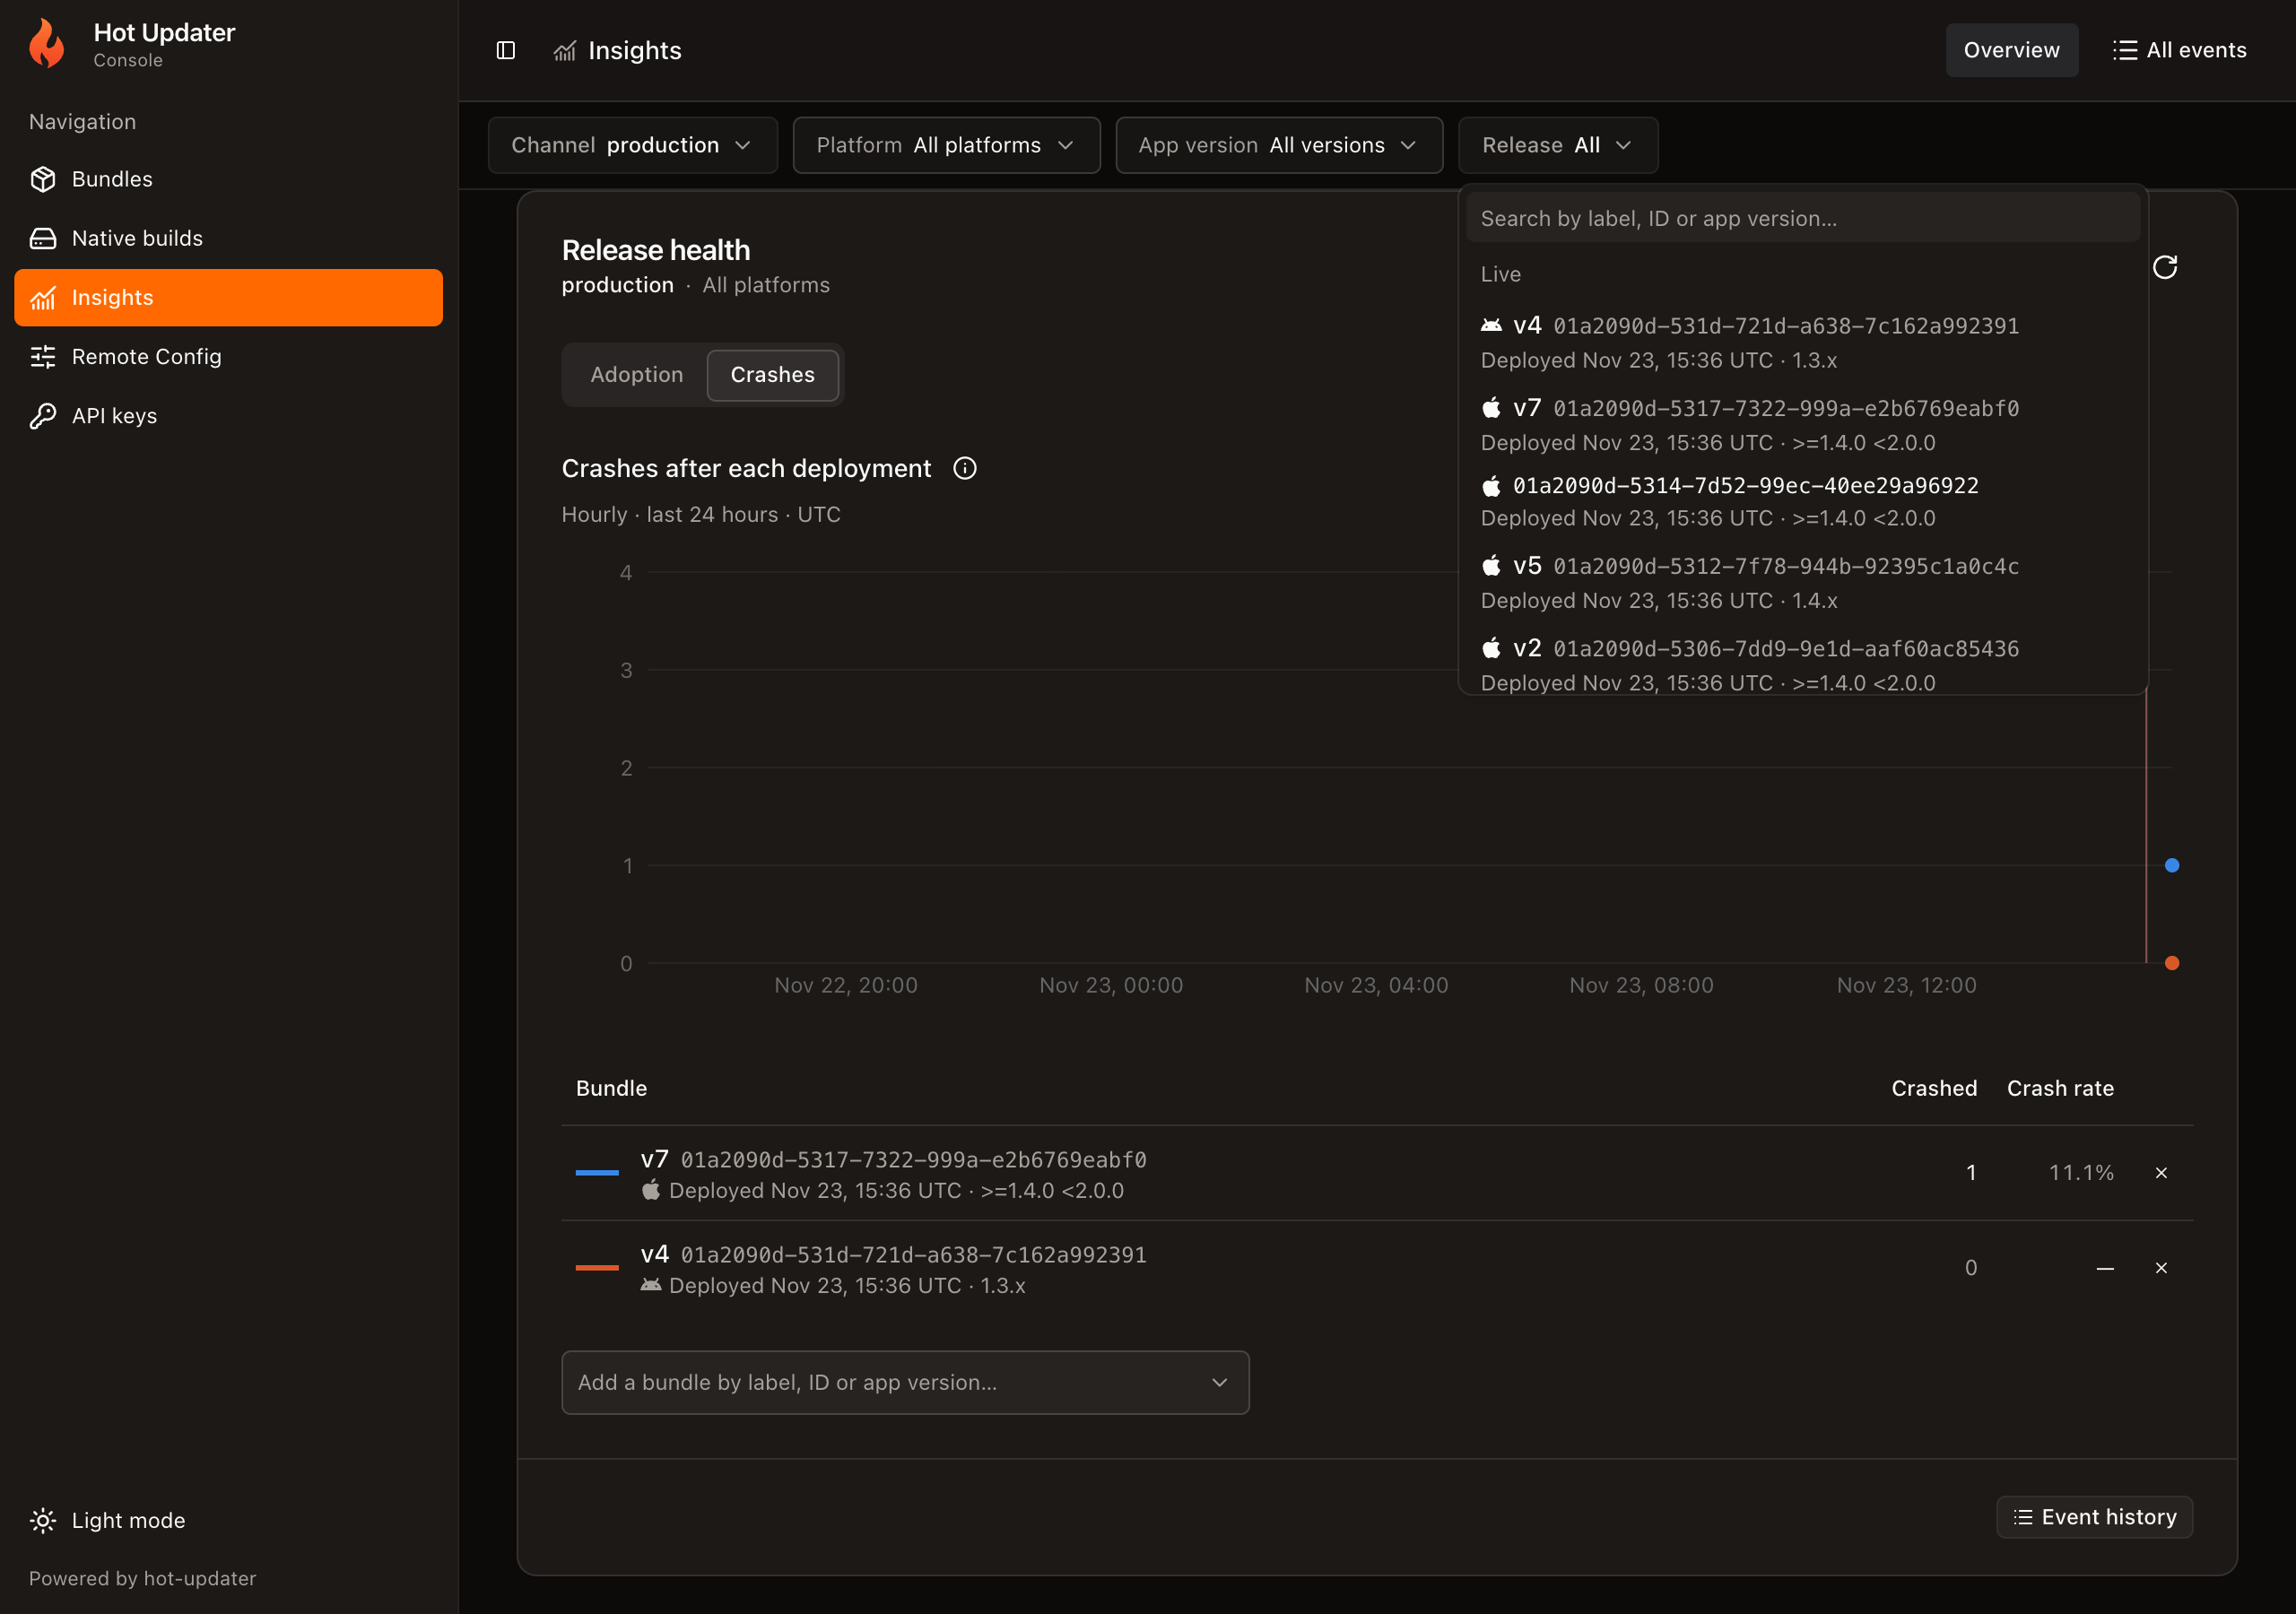 Hot Updater
Console
Navigation
Bundles
Native builds
Insights
Remote Config
API keys
Light mode
Powered by hot-updater
Insights
Overview
All events
Channel production
Platform All platforms
App version All versions
Release All
Search by label, ID or app version...
Live
v4 01a2090d-531d-721d-a638-7c162a992391
Deployed Nov 23, 15:36 UTC · 1.3.x
v7 01a2090d-5317-7322-999a-e2b6769eabf0
Deployed Nov 23, 15:36 UTC · >=1.4.0 <2.0.0
01a2090d-5314-7d52-99ec-40ee29a96922
Deployed Nov 23, 15:36 UTC · >=1.4.0 <2.0.0
v5 01a2090d-5312-7f78-944b-92395c1a0c4c
Deployed Nov 23, 15:36 UTC · 1.4.x
v2 01a2090d-5306-7dd9-9e1d-aaf60ac85436
Deployed Nov 23, 15:36 UTC · >=1.4.0 <2.0.0
Release health
production · All platforms
Adoption
Crashes
Crashes after each deployment
Hourly · last 24 hours · UTC
4
3
2
1
0
Nov 22, 20:00
Nov 23, 00:00
Nov 23, 04:00
Nov 23, 08:00
Nov 23, 12:00
Bundle
Crashed
Crash rate
v7 01a2090d-5317-7322-999a-e2b6769eabf0
Deployed Nov 23, 15:36 UTC · >=1.4.0 <2.0.0
1
11.1%
v4 01a2090d-531d-721d-a638-7c162a992391
Deployed Nov 23, 15:36 UTC · 1.3.x
0
—
Add a bundle by label, ID or app version...
Event history